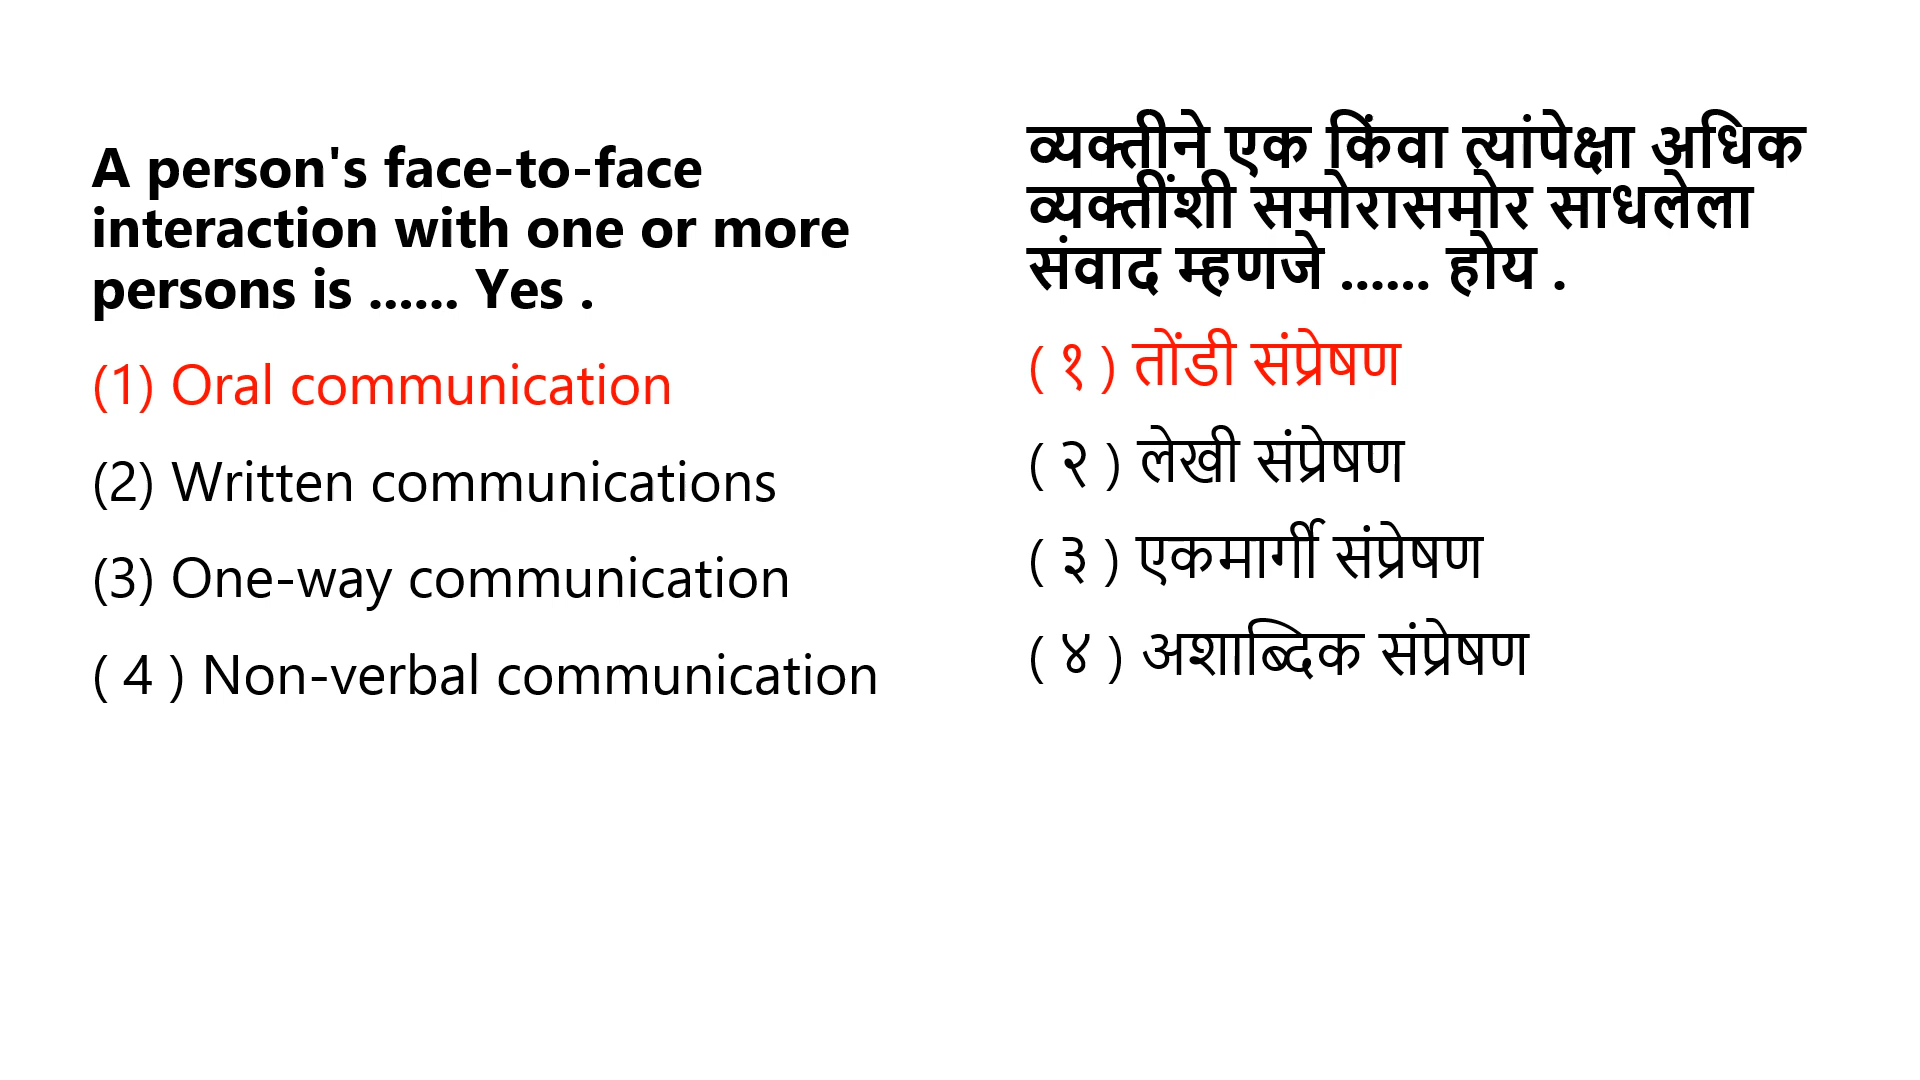 A person's face-to-face
interaction with one or more
persons is ...... Yes .
(1) Oral communication
(2) Written communications
(3) One-way communication
( 4 ) Non-verbal communication
व्यक्तीने एक किंवा त्यांपेक्षा अधिक
व्यक्तींशी समोरासमोर साधलेला
संवाद म्हणजे ...... होय .
( १ ) तोंडी संप्रेषण
( २ ) लेखी संप्रेषण
( ३ ) एकमार्गी संप्रेषण
( ४ ) अशाब्दिक संप्रेषण